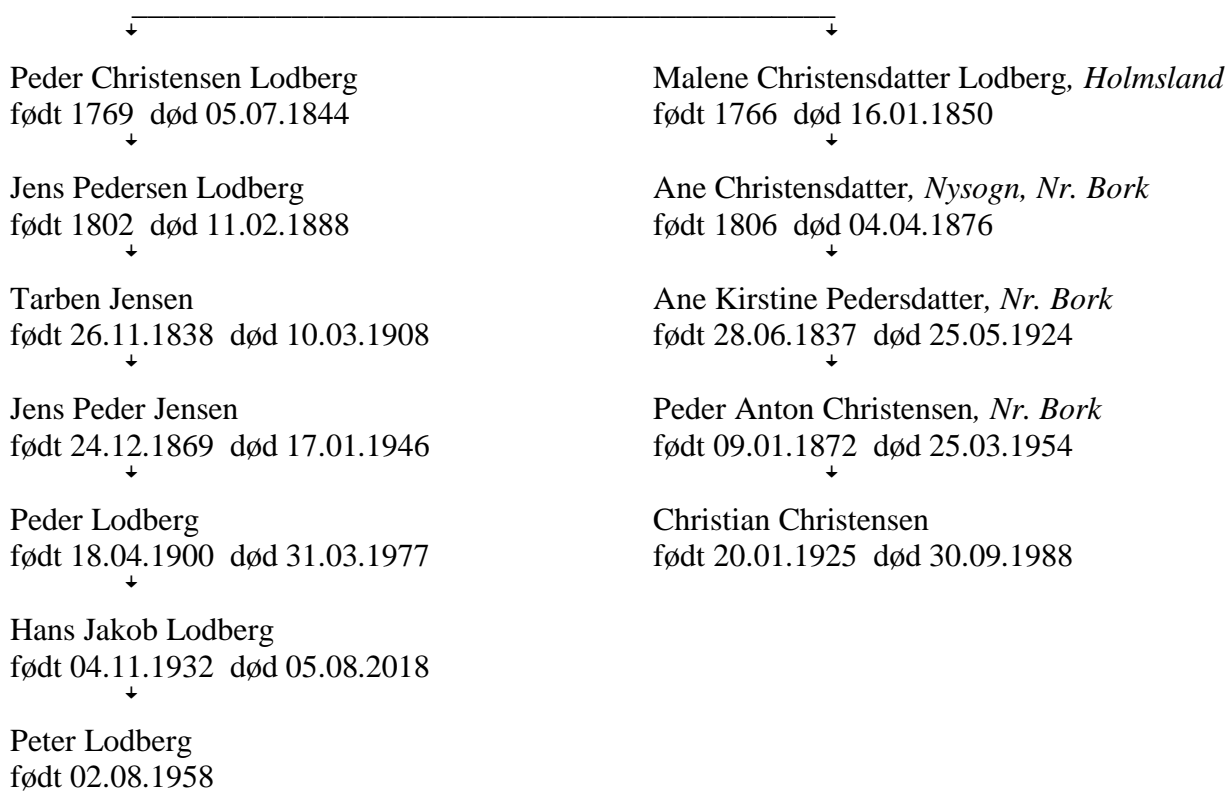 Peder Christensen Lodberg
født 1769 død 05.07.1844
Jens Pedersen Lodberg
født 1802 død 11.02.1888
Tarben Jensen
født 26.11.1838 død 10.03.1908
Jens Peder Jensen
født 24.12.1869 død 17.01.1946
Peder Lodberg
født 18.04.1900 død 31.03.1977
Hans Jakob Lodberg
født 04.11.1932 død 05.08.2018
Peter Lodberg
født 02.08.1958
Malene Christensdatter Lodberg, Holmsland
født 1766 død 16.01.1850
Ane Christensdatter, Nysogn, Nr. Bork
født 1806 død 04.04.1876
Ane Kirstine Pedersdatter, Nr. Bork
født 28.06.1837 død 25.05.1924
Peder Anton Christensen, Nr. Bork
født 09.01.1872 død 25.03.1954
Christian Christensen
født 20.01.1925 død 30.09.1988